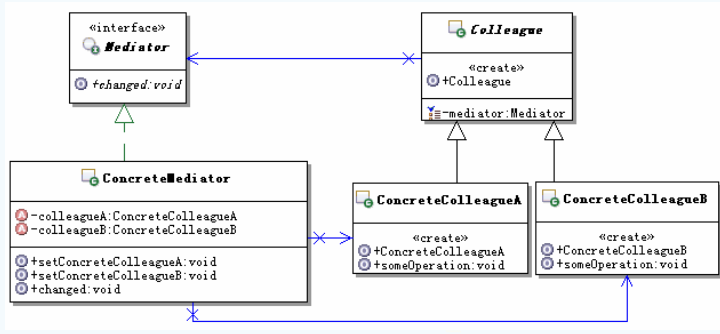 «interface»
Mediator
+changed:void
Colleague
«create»
+Colleague
-mediator:Mediator
ConcreteMediator
-colleagueA:ConcreteColleagueA
-colleagueB:ConcreteColleagueB
+setConcreteColleagueA:void
+setConcreteColleagueB:void
+changed:void
ConcreteColleagueA
«create»
+ConcreteColleagueA
+someOperation:void
ConcreteColleagueB
«create»
+ConcreteColleagueB
+someOperation:void